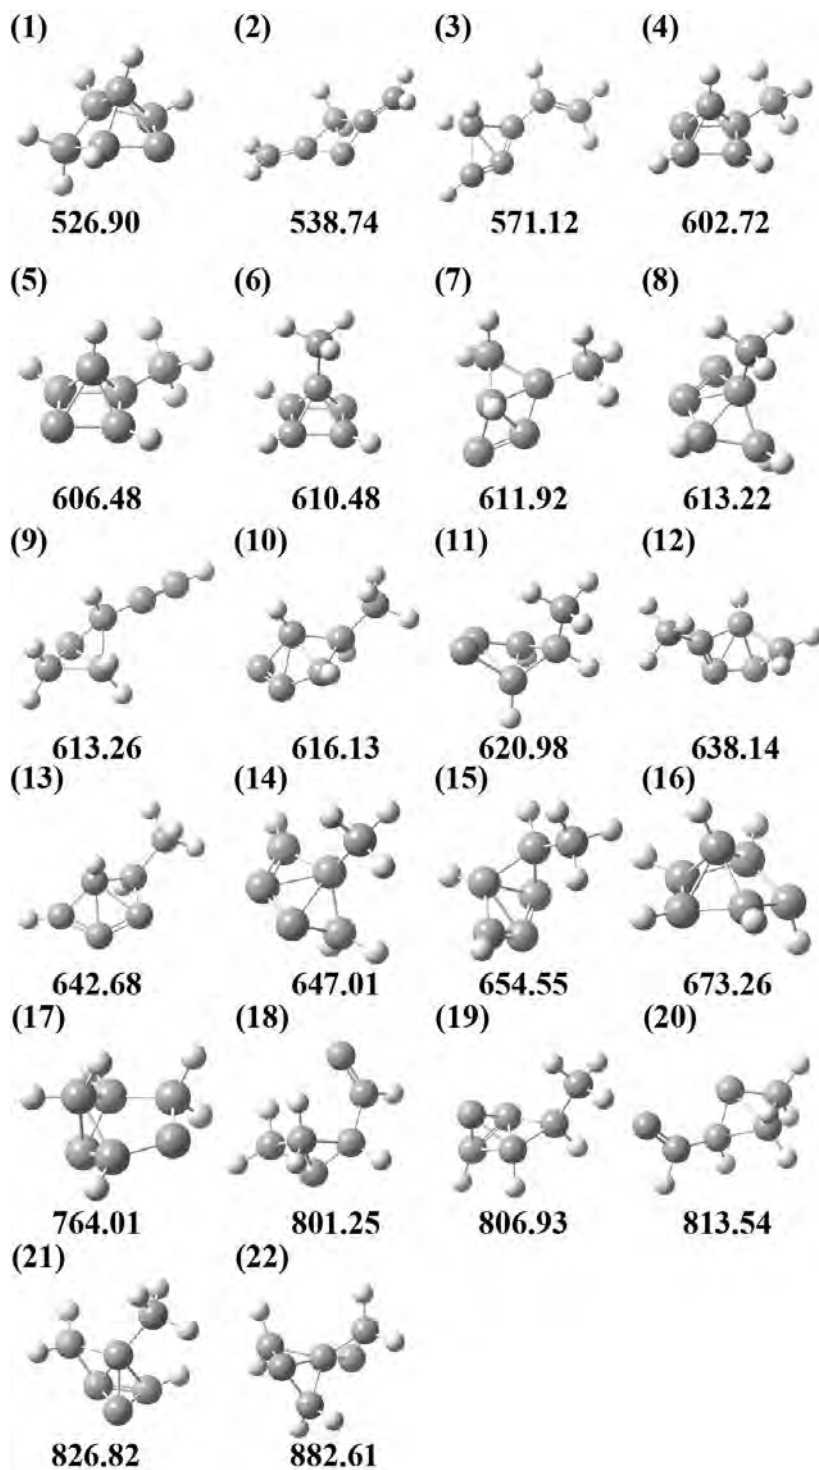 (1) (2) (3) (4)
526.90 538.74 571.12 602.72
(5) (6) (7) (8)
606.48 610.48 611.92 613.22
(9) (10) (11) (12)
613.26 616.13 620.98 638.14
(13) (14) (15) (16)
642.68 647.01 654.55 673.26
(17) (18) (19) (20)
764.01 801.25 806.93 813.54
(21) (22)
826.82 882.61